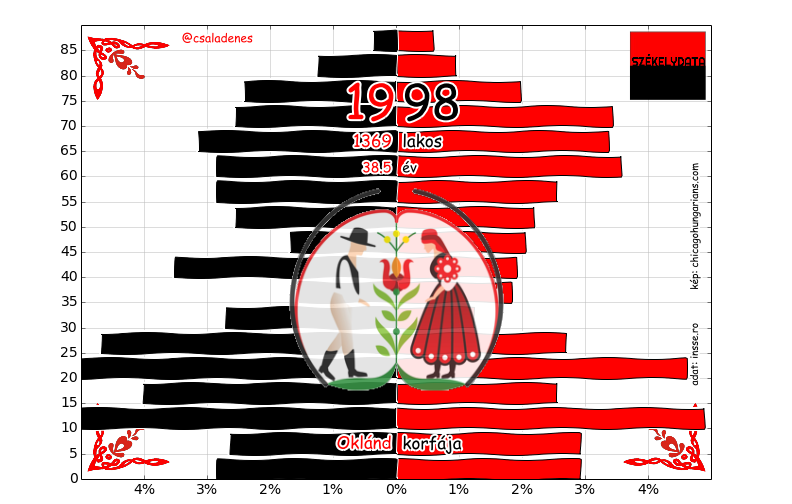 @csaladenes
SZÉKELYDATA
1998
1369 lakos
38.5 év
kép: chicagohungarians.com
adat: insse.ro
Oklánd korfája
85
80
75
70
65
60
55
50
45
40
35
30
25
20
15
10
5
0
4% 3% 2% 1% 0% 1% 2% 3% 4%